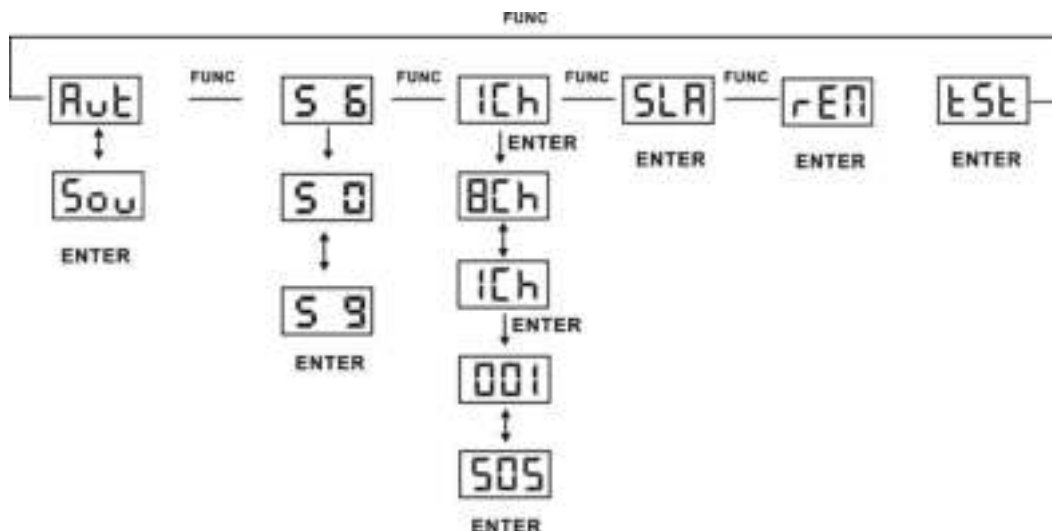 FUNC
Aut FUNC S 6 FUNC 1Ch FUNC SLA FUNC rEM tSt
ENTER
ENTER ENTER ENTER
Sou S 0 8Ch
ENTER
S 9 1Ch
ENTER
ENTER
001
505
ENTER